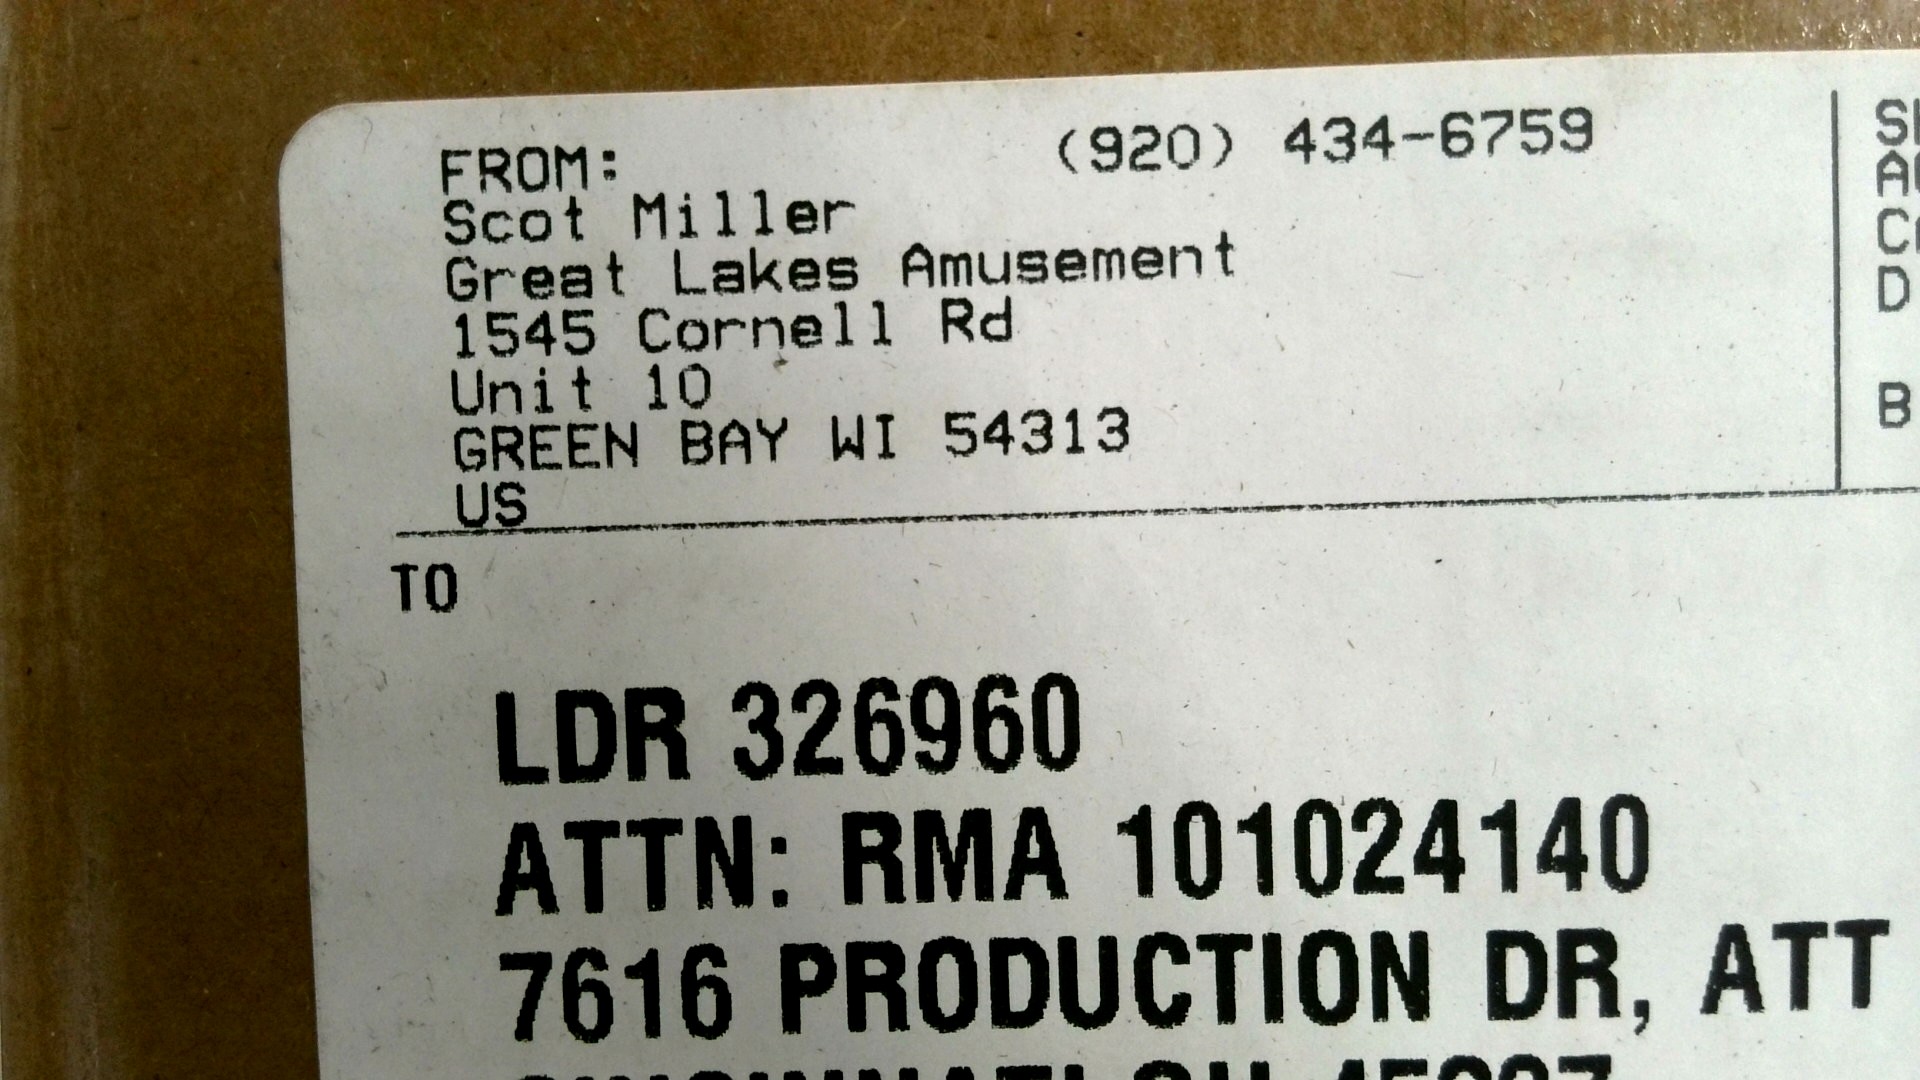 FROM: (920) 434-6759
Scot Miller
Great Lakes Amusement
1545 Cornell Rd
Unit 10
GREEN BAY WI 54313
US
D
B
TO
LDR 326960
ATTN: RMA 101024140
7616 PRODUCTION DR, ATT